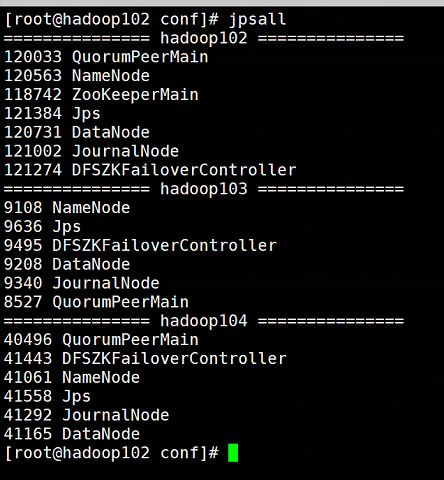 [root@hadoop102 conf]# jpsall
=============== hadoop102 ===============
120033 QuorumPeerMain
120563 NameNode
118742 ZooKeeperMain
121384 Jps
120731 DataNode
121002 JournalNode
121274 DFSZKFailoverController
=============== hadoop103 ===============
9108 NameNode
9636 Jps
9495 DFSZKFailoverController
9208 DataNode
9340 JournalNode
8527 QuorumPeerMain
=============== hadoop104 ===============
40496 QuorumPeerMain
41443 DFSZKFailoverController
41061 NameNode
41558 Jps
41292 JournalNode
41165 DataNode
[root@hadoop102 conf]#